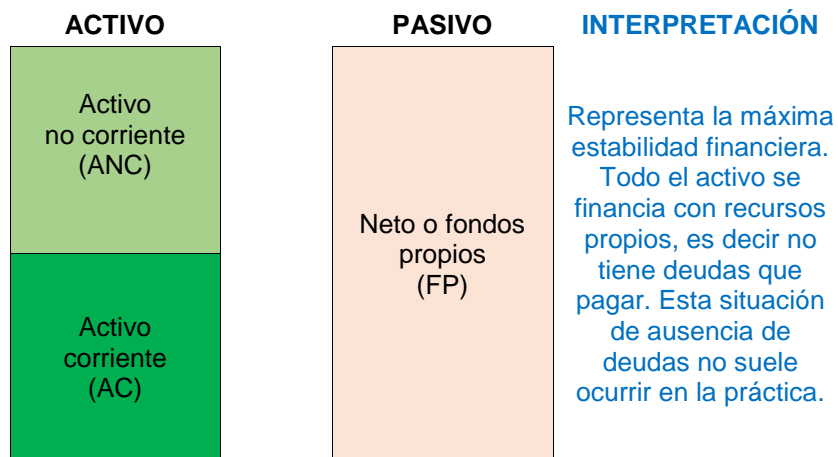 ACTIVO
PASIVO
INTERPRETACIÓN
Activo
no corriente
(ANC)
Activo
corriente
(AC)
Neto o fondos
propios
(FP)
Representa la máxima
estabilidad financiera.
Todo el activo se
financia con recursos
propios, es decir no
tiene deudas que
pagar. Esta situación
de ausencia de
deudas no suele
ocurrir en la práctica.